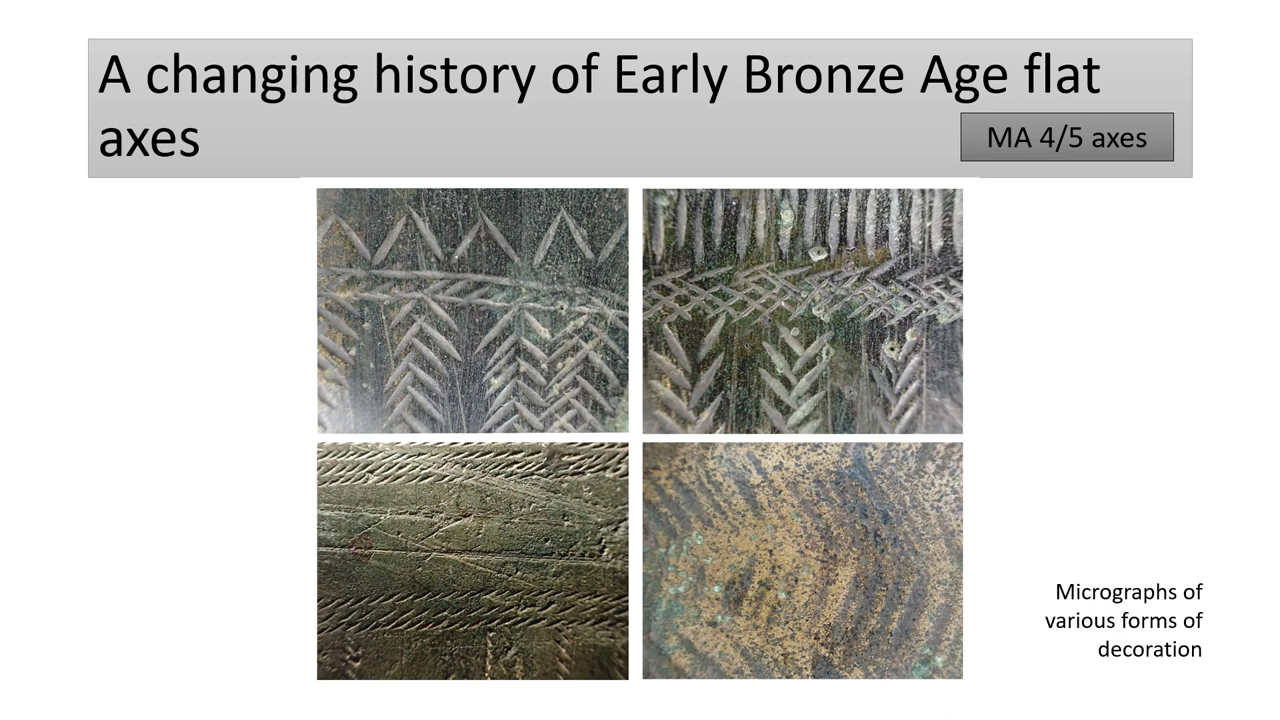 A changing history of Early Bronze Age flat
axes
MA 4/5 axes
Micrographs of
various forms of
decoration